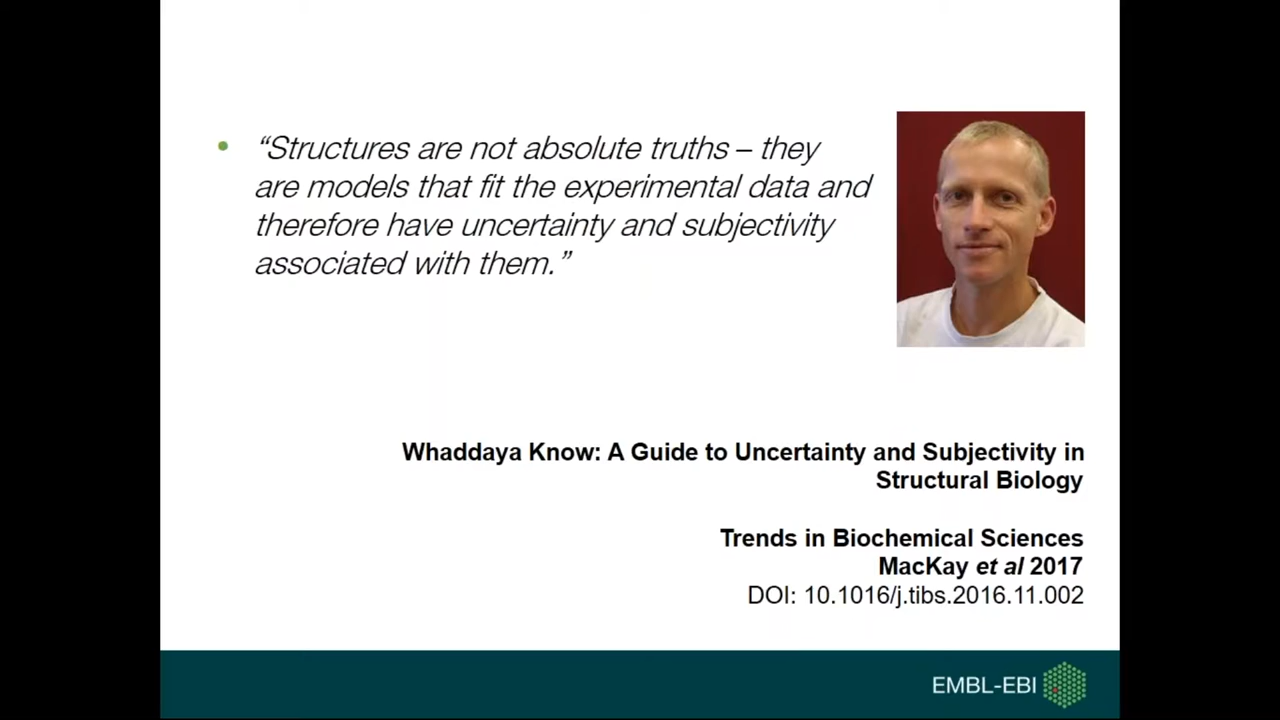 • “Structures are not absolute truths – they
are models that fit the experimental data and
therefore have uncertainty and subjectivity
associated with them.”
Whaddaya Know: A Guide to Uncertainty and Subjectivity in
Structural Biology
Trends in Biochemical Sciences
MacKay et al 2017
DOI: 10.1016/j.tibs.2016.11.002
EMBL-EBI